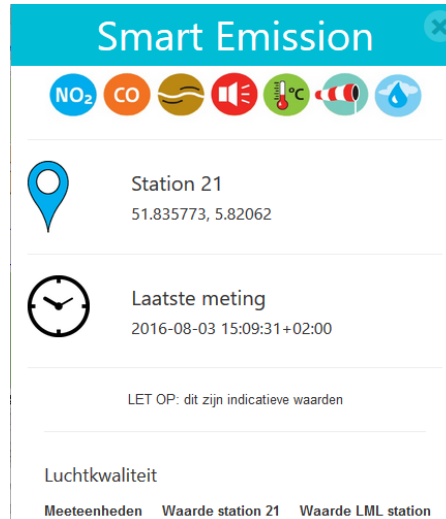 Smart Emission
NO₂ CO °C
Station 21
51.835773, 5.82062
Laatste meting
2016-08-03 15:09:31+02:00
LET OP: dit zijn indicatieve waarden
Luchtkwaliteit
Meeteenheden Waarde station 21 Waarde LML station